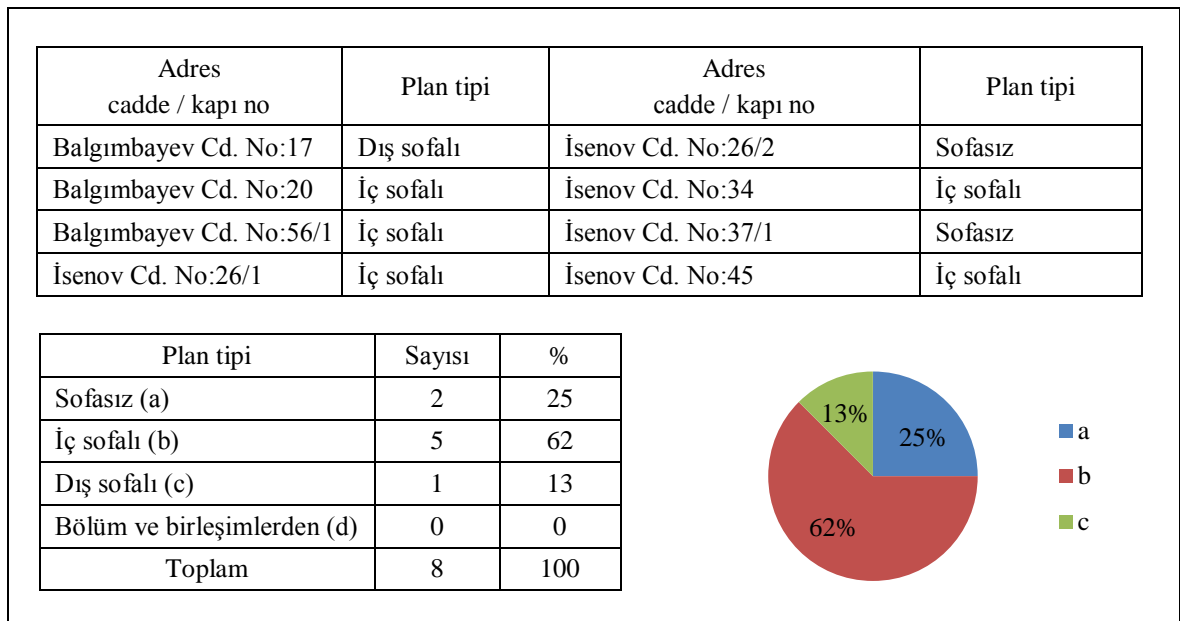 Adres
cadde / kapı no
Plan tipi
Adres
cadde / kapı no
Plan tipi
Balgımbayev Cd. No:17 Dış sofalı İsenov Cd. No:26/2 Sofasız
Balgımbayev Cd. No:20 İç sofalı İsenov Cd. No:34 İç sofalı
Balgımbayev Cd. No:56/1 İç sofalı İsenov Cd. No:37/1 Sofasız
İsenov Cd. No:26/1 İç sofalı İsenov Cd. No:45 İç sofalı
Plan tipi Sayısı %
Sofasız (a) 2 25
İç sofalı (b) 5 62
Dış sofalı (c) 1 13
Bölüm ve birleşimlerden (d) 0 0
Toplam 8 100
13%
25%
62%
a
b
c